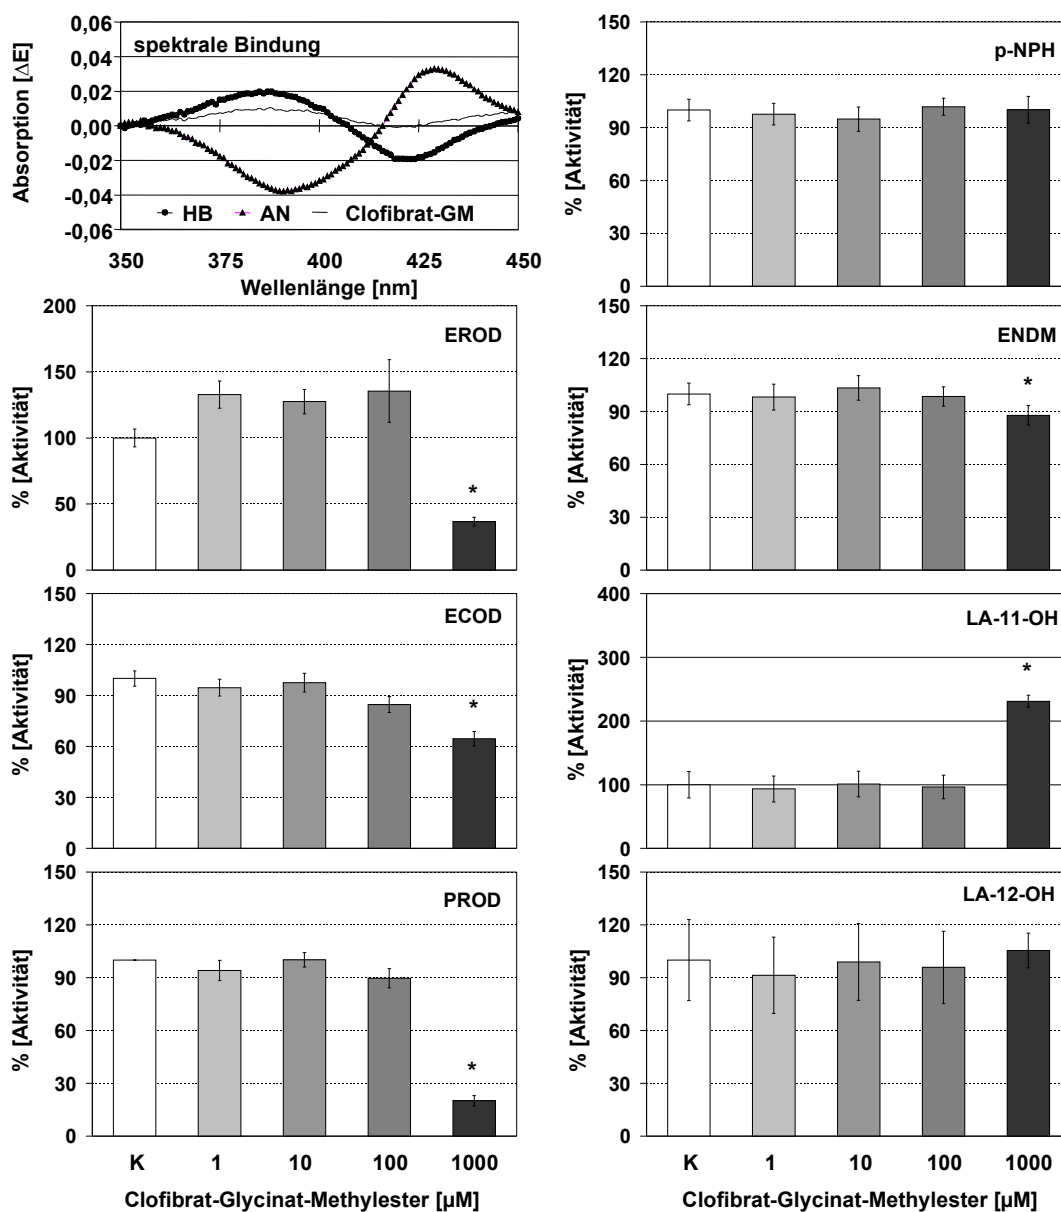 spektrale Bindung
Absorption [ΔE]
0,06
0,04
0,02
0,00
-0,02
-0,04
-0,06
HB AN Clofibrat-GM
350 375 400 425 450
Wellenlänge [nm]
p-NPH
% [Aktivität]
150
120
90
60
30
0
EROD
% [Aktivität]
200
150
100
50
0
*
ENDM
% [Aktivität]
150
120
90
60
30
0
*
ECOD
% [Aktivität]
150
120
90
60
30
0
*
LA-11-OH
% [Aktivität]
400
300
200
100
0
*
PROD
% [Aktivität]
150
120
90
60
30
0
*
K 1 10 100 1000
Clofibrat-Glycinat-Methylester [µM]
LA-12-OH
% [Aktivität]
150
120
90
60
30
0
K 1 10 100 1000
Clofibrat-Glycinat-Methylester [µM]